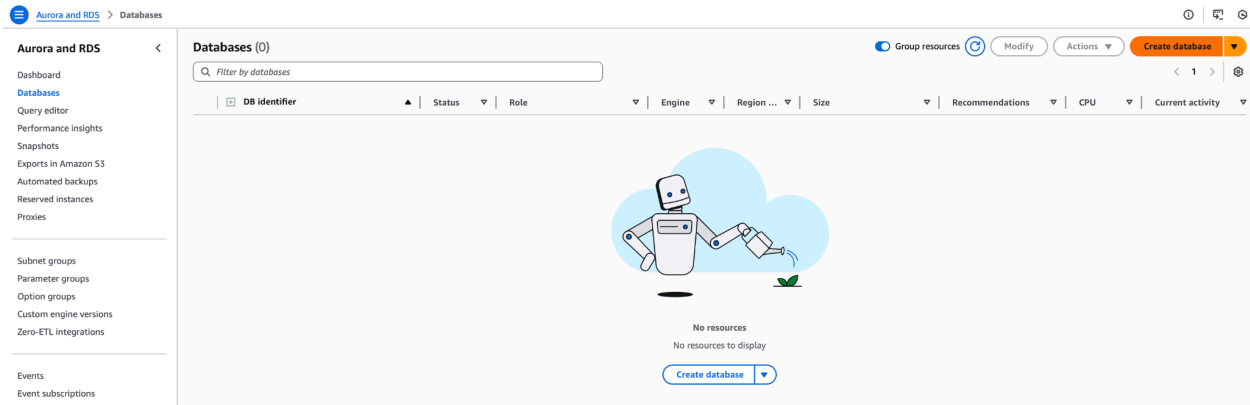 Aurora and RDS > Databases
Aurora and RDS
Dashboard
Databases
Query editor
Performance insights
Snapshots
Exports in Amazon S3
Automated backups
Reserved instances
Proxies
Subnet groups
Parameter groups
Option groups
Custom engine versions
Zero-ETL integrations
Events
Event subscriptions
Databases (0)
Group resources
Modify
Actions
Create database
Filter by databases
1
DB identifier Status Role Engine Region ... Size Recommendations CPU Current activity
No resources
No resources to display
Create database